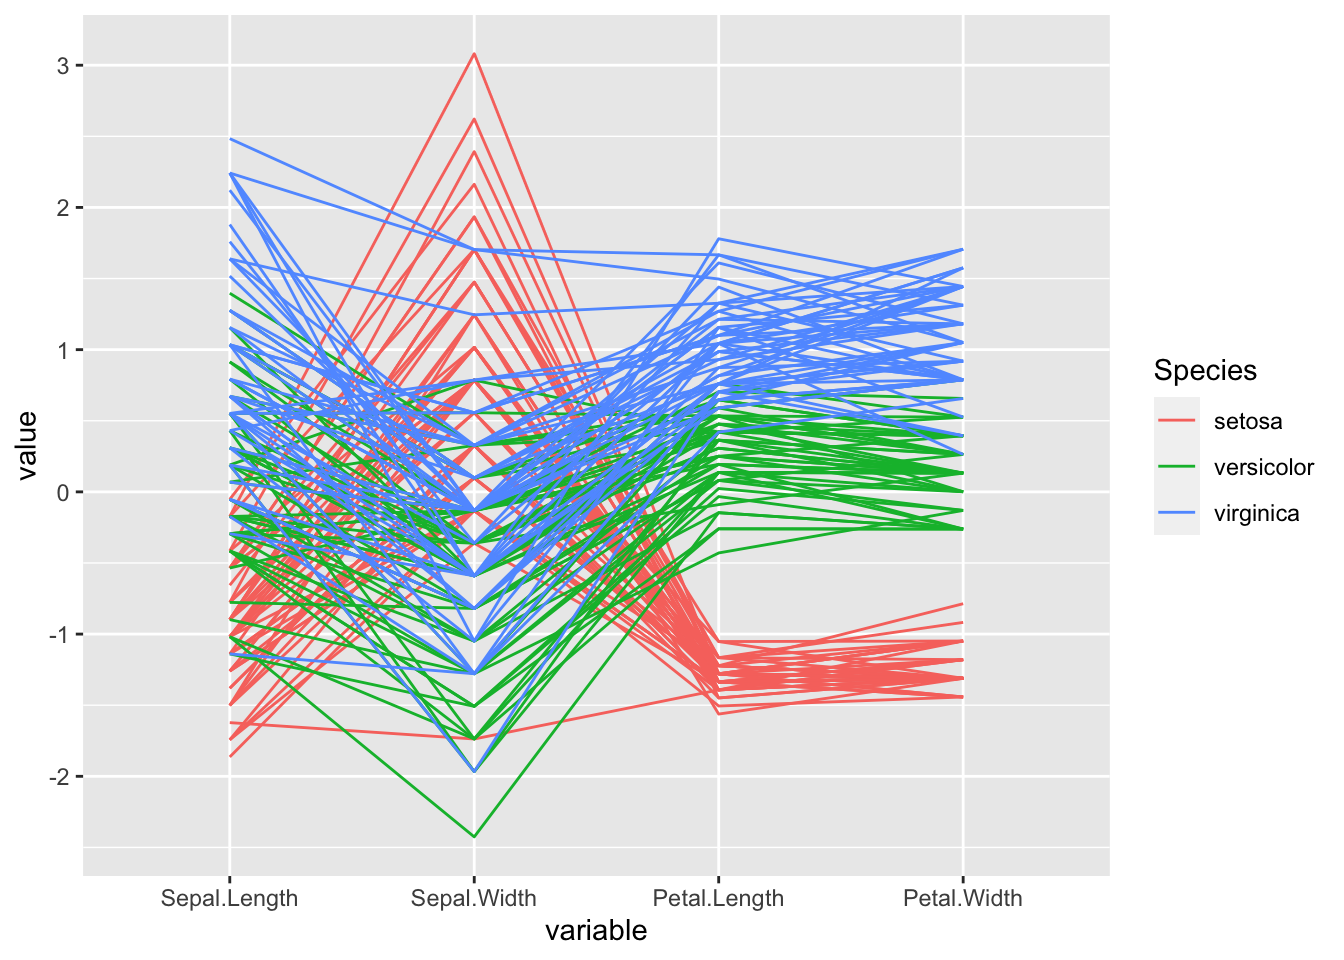 3
2
1
0
-1
-2
value
Sepal.Length Sepal.Width Petal.Length Petal.Width
variable
Species
setosa
versicolor
virginica